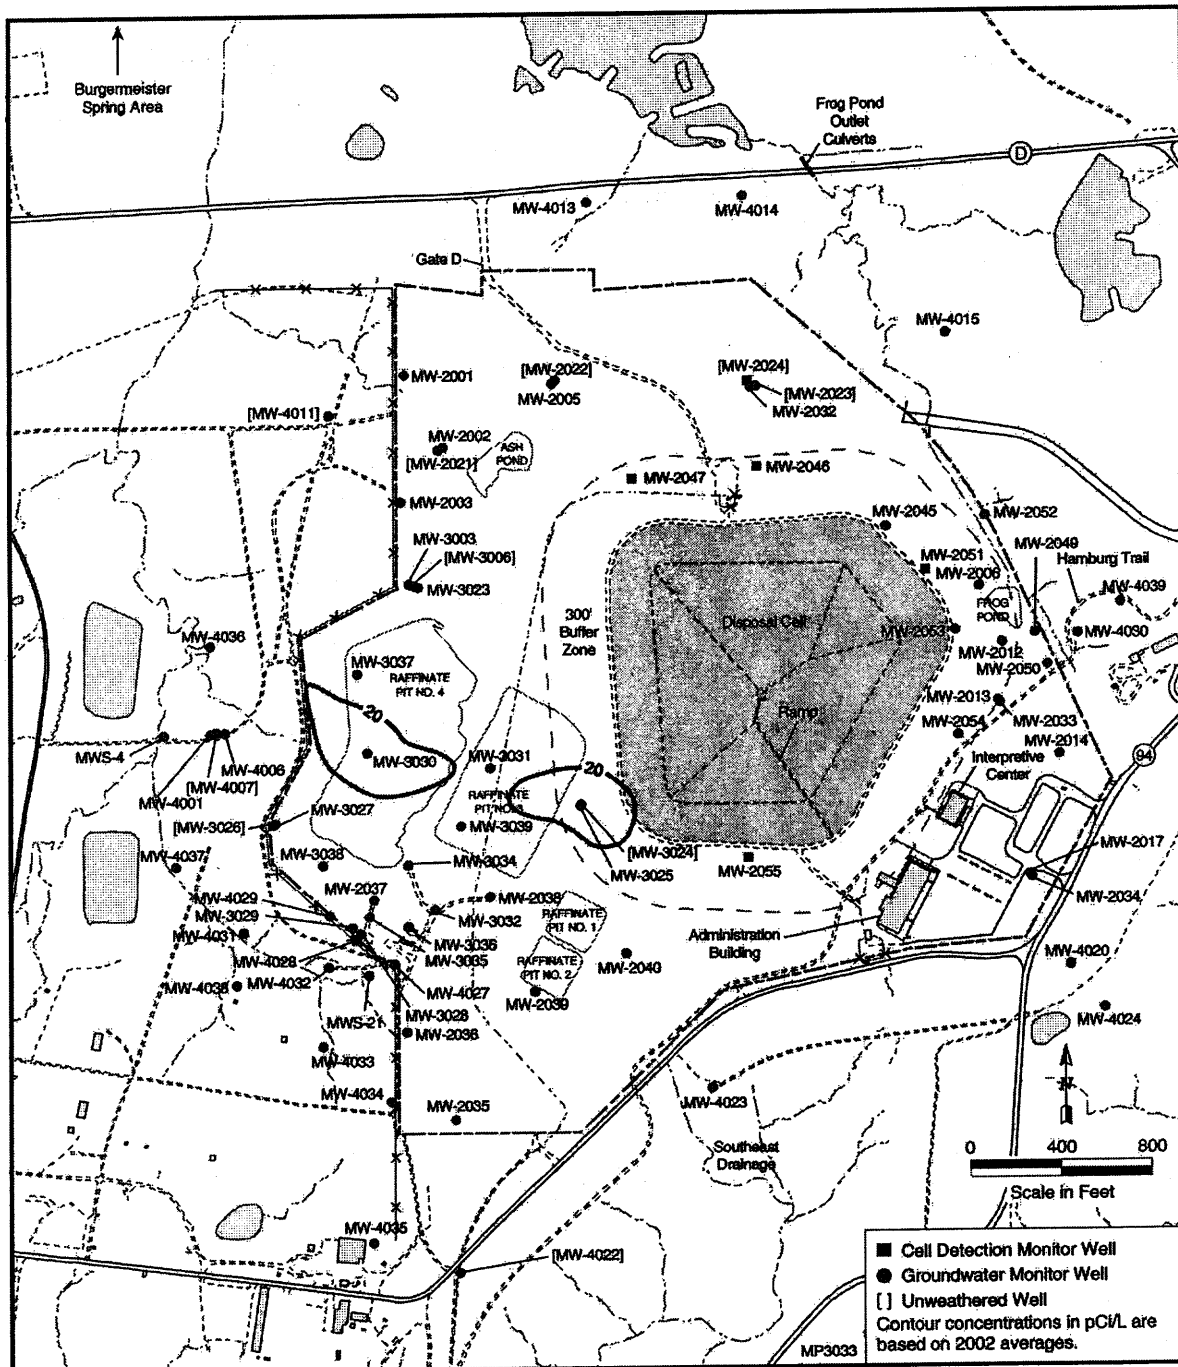 Burgermeister
Spring Area
Frog Pond
Outlet
Culverts
D
MW-4013
MW-4014
Gate D
MW-4015
MW-2001
[MW-2022]
MW-2005
[MW-2024]
[MW-2023]
MW-2032
[MW-4011]
MW-2002
[MW-2021]
ASH
POND
MW-2047
MW-2046
MW-2003
MW-2045
MW-2052
MW-3003
[MW-3006]
MW-3023
MW-2051
MW-2006
MW-2049
Hamburg Trail
MW-4039
FROG
POND
300'
Buffer
Zone
Disposal Cell
MW-2053
MW-4030
MW-2012
MW-2050
MW-4036
MW-3037
RAFFINATE
PIT NO. 4
20
Ramp
MW-2013
MW-2054
MW-2033
MW-2014
94
Interpretive
Center
MWS-4
MW-4006
[MW-4007]
MW-4001
MW-3030
MW-3031
RAFFINATE
PIT NO. 3
20
MW-3027
[MW-3026]
MW-3039
[MW-3024]
MW-3025
MW-2055
MW-2017
MW-2034
MW-4037
MW-3038
MW-3034
MW-2037
MW-2038
MW-4029
MW-3029
MW-3032
RAFFINATE
PIT NO. 1
MW-4031
MW-3036
MW-3035
Administration
Building
MW-4028
RAFFINATE
PIT NO. 2
MW-2040
MW-4020
MW-4032
MW-4027
MW-2039
MW-4024
MWS-21
MW-3028
MW-2036
MW-4033
N
MW-4034
MW-2035
MW-4023
Southeast
Drainage
0 400 800
Scale in Feet
MW-4035
[MW-4022]
Cell Detection Monitor Well
Groundwater Monitor Well
[ ] Unweathered Well
Contour concentrations in pCi/L are
based on 2002 averages.
MP3033